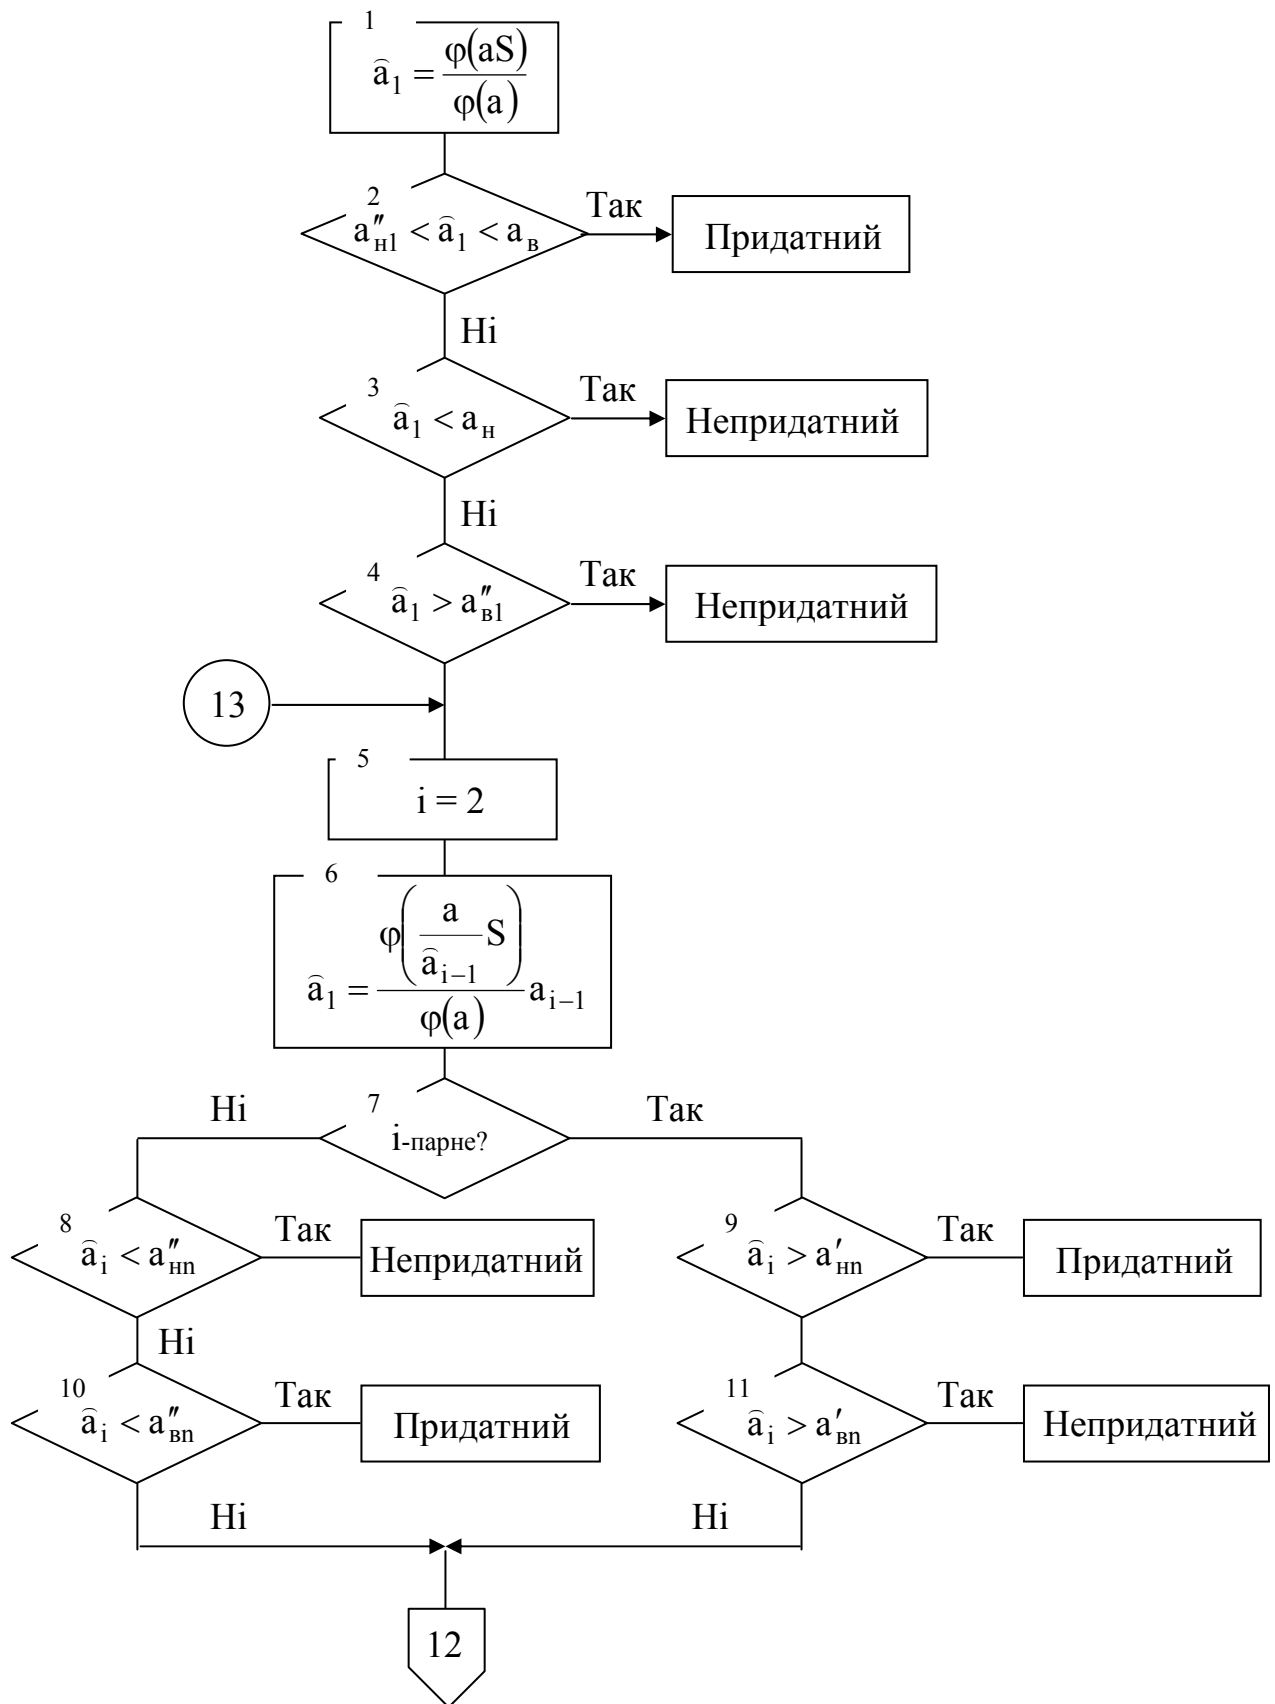 1
â₁ = φ(aS) / φ(a)
2
a″н1 < â₁ < aв
Так
Придатний
Ні
3
â₁ < aн
Так
Непридатний
Ні
4
â₁ > a″в1
Так
Непридатний
13
5
i = 2
6
â₁ = φ(a / âᵢ₋₁ S) / φ(a) aᵢ₋₁
Ні
7
i-парне?
Так
8
âᵢ < a″нn
Так
Непридатний
9
âᵢ > a′нn
Так
Придатний
Ні
10
âᵢ < a″вn
Так
Придатний
11
âᵢ > a′вn
Так
Непридатний
Ні
Ні
12